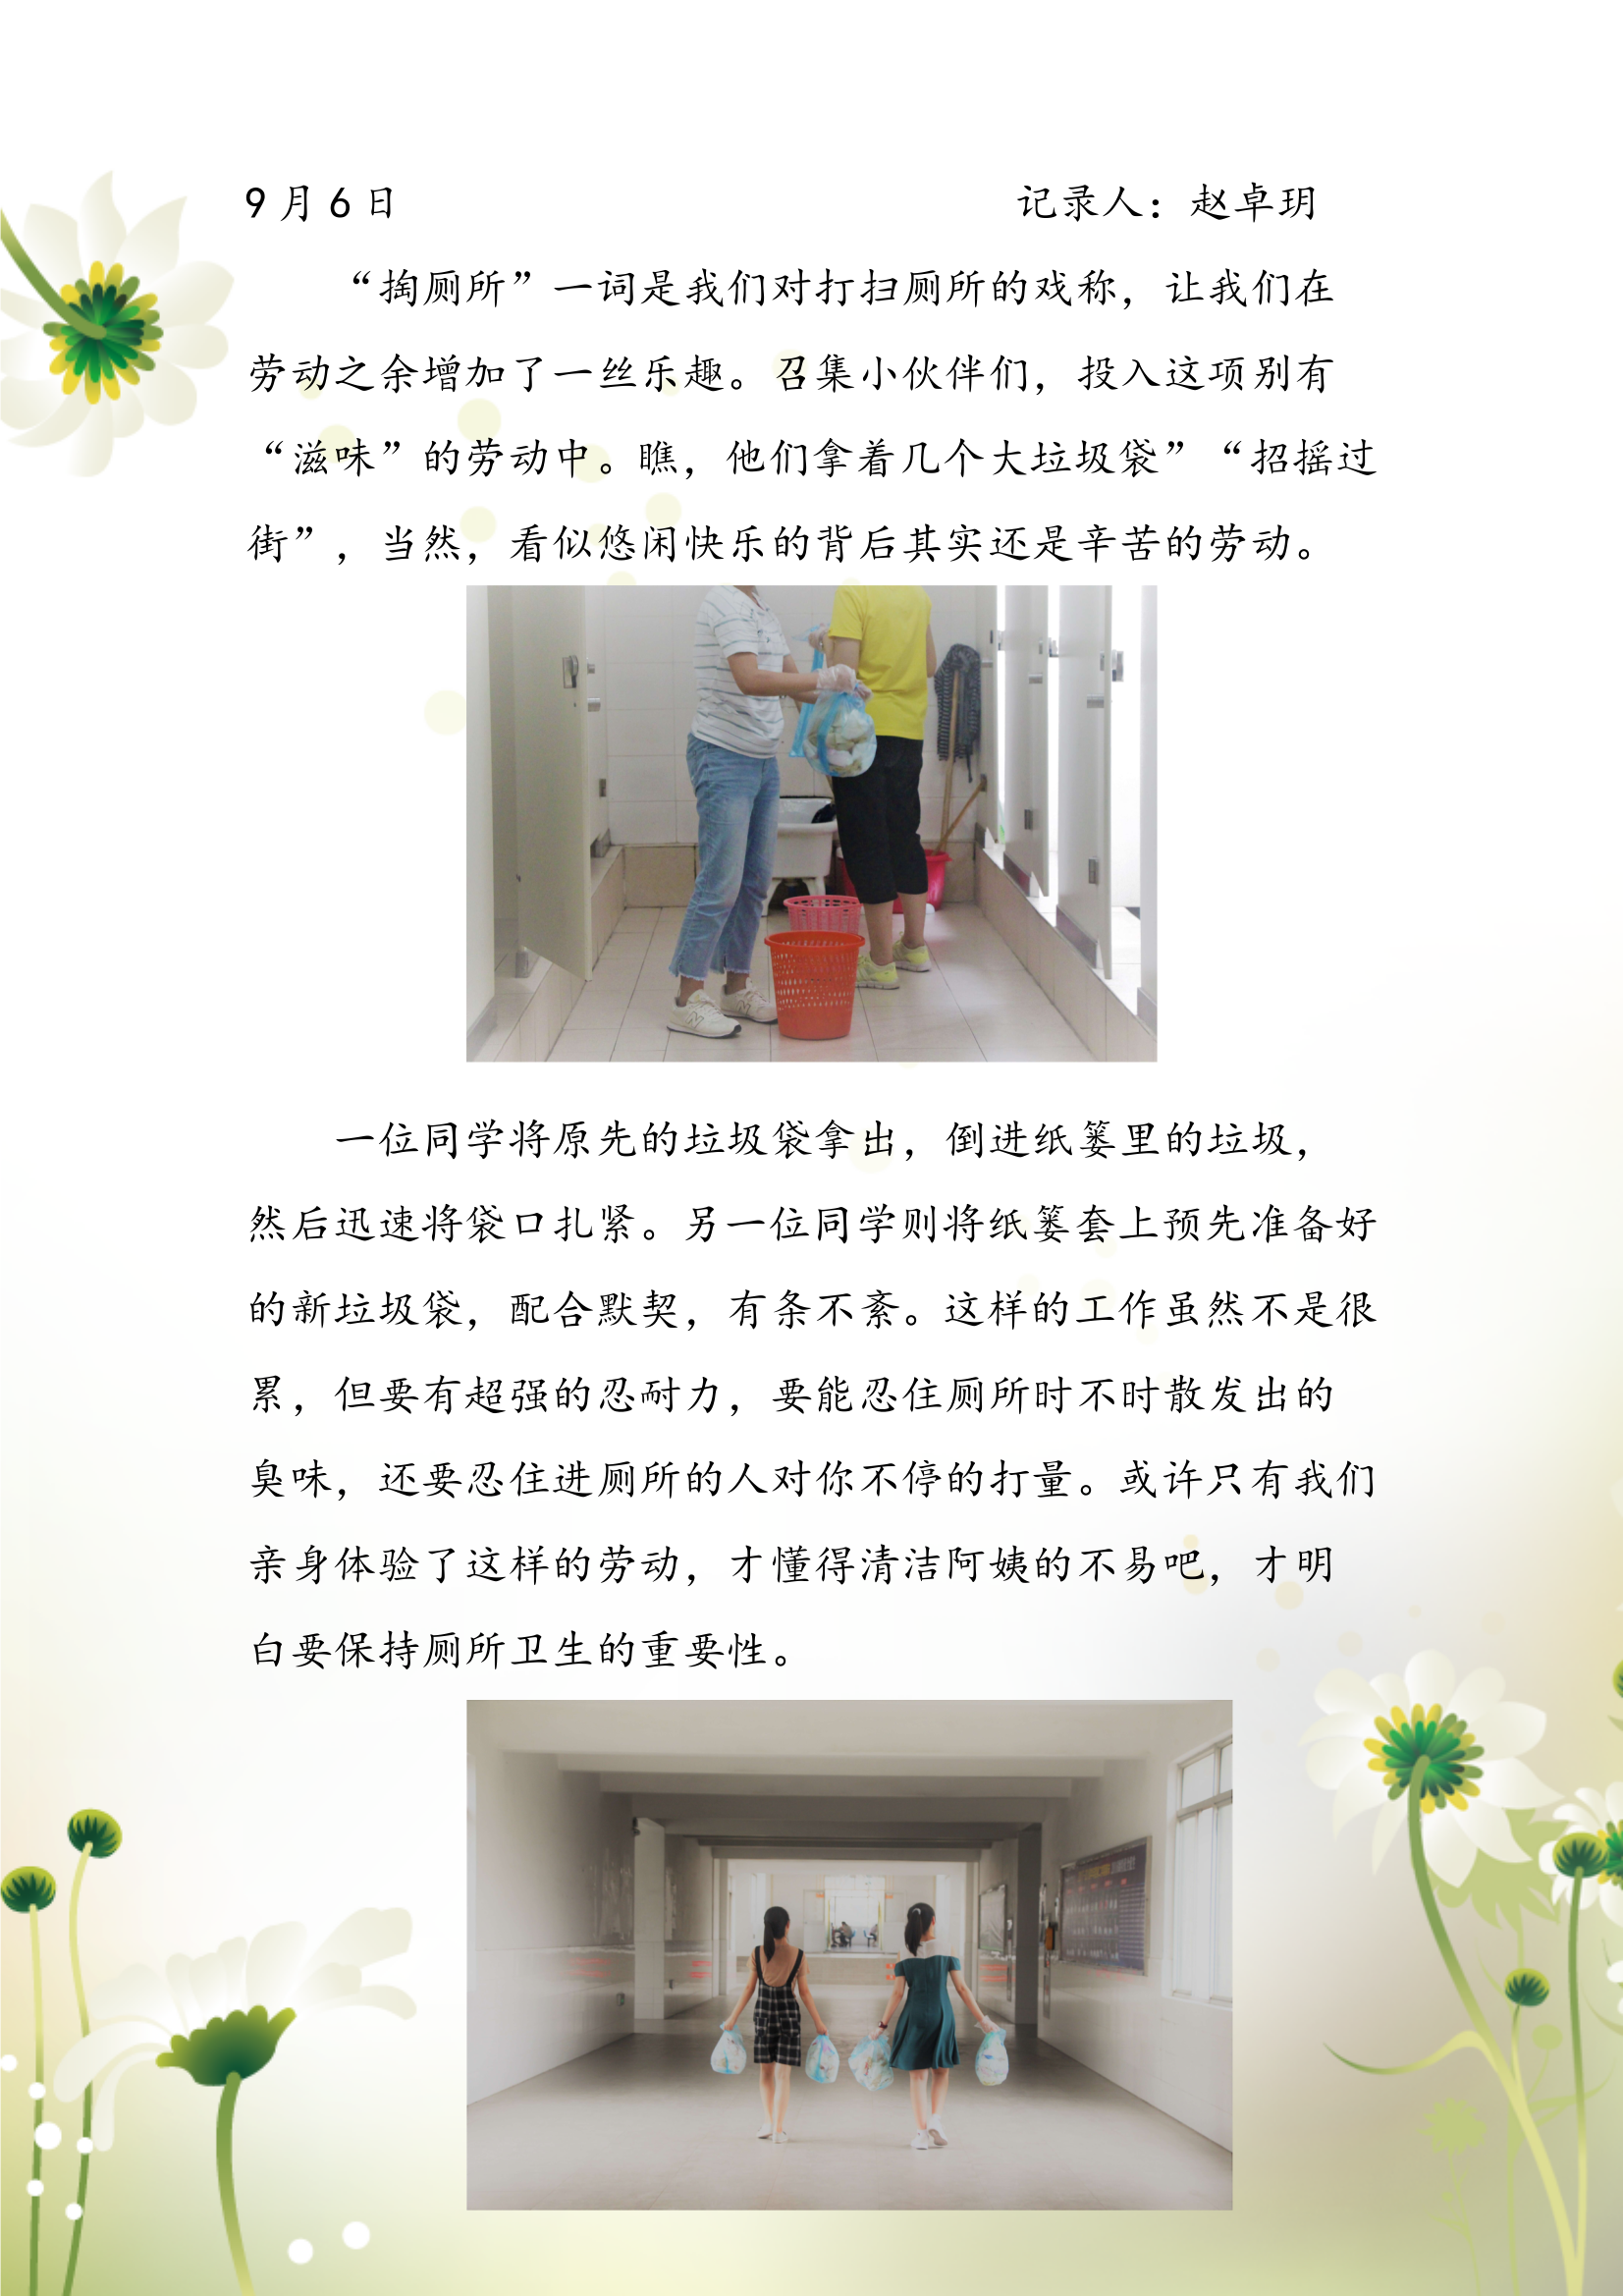 9月6日 记录人：赵卓玥
“掏厕所”一词是我们对打扫厕所的戏称，让我们在
劳动之余增加了一丝乐趣。召集小伙伴们，投入这项别有
“滋味”的劳动中。瞧，他们拿着几个大垃圾袋”“招摇过
街”，当然，看似悠闲快乐的背后其实还是辛苦的劳动。
一位同学将原先的垃圾袋拿出，倒进纸篓里的垃圾，
然后迅速将袋口扎紧。另一位同学则将纸篓套上预先准备好
的新垃圾袋，配合默契，有条不紊。这样的工作虽然不是很
累，但要有超强的忍耐力，要能忍住厕所时不时散发出的
臭味，还要忍住进厕所的人对你不停的打量。或许只有我们
亲身体验了这样的劳动，才懂得清洁阿姨的不易吧，才明
白要保持厕所卫生的重要性。